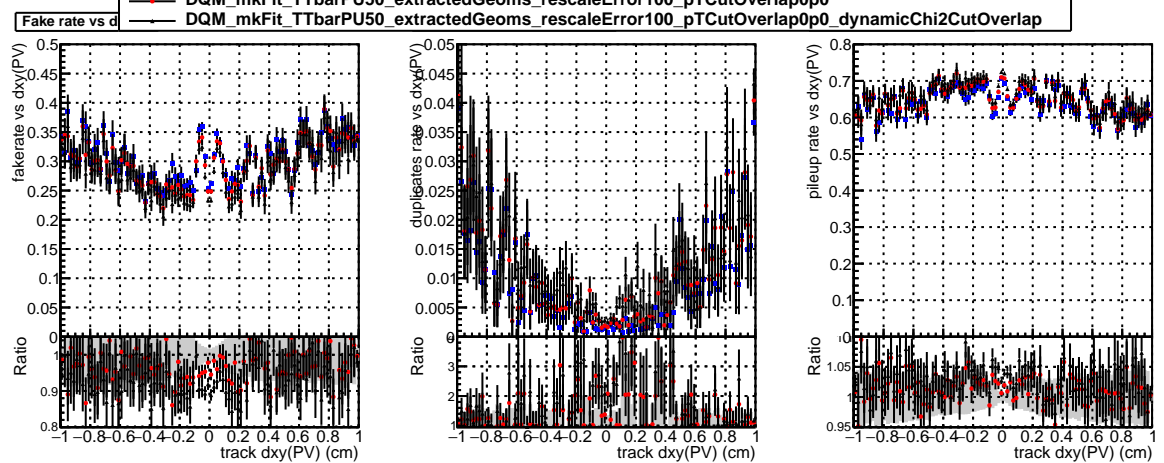 DQM_mkFit_TTbarPU50_extractedGeoms_rescaleError100_pTCutOverlap0p0
DQM_mkFit_TTbarPU50_extractedGeoms_rescaleError100_pTCutOverlap0p0_dynamicChi2CutOverlap
Fake rate vs d
fakerate vs dxy(PV)
0.5
0.45
0.4
0.35
0.3
0.25
0.2
0.15
0.1
0.05
0
Ratio
1
0.9
0.8
−1 −0.8 −0.6 −0.4 −0.2 0 0.2 0.4 0.6 0.8 1
track dxy(PV) (cm)
duplicates rate vs dxy(PV)
0.05
0.045
0.04
0.035
0.03
0.025
0.02
0.015
0.01
0.005
0
Ratio
3
2
1
−1 −0.8 −0.6 −0.4 −0.2 0 0.2 0.4 0.6 0.8 1
track dxy(PV) (cm)
pileup rate vs dxy(PV)
0.8
0.7
0.6
0.5
0.4
0.3
0.2
0.1
0
Ratio
1.05
1
0.95
−1 −0.8 −0.6 −0.4 −0.2 0 0.2 0.4 0.6 0.8 1
track dxy(PV) (cm)